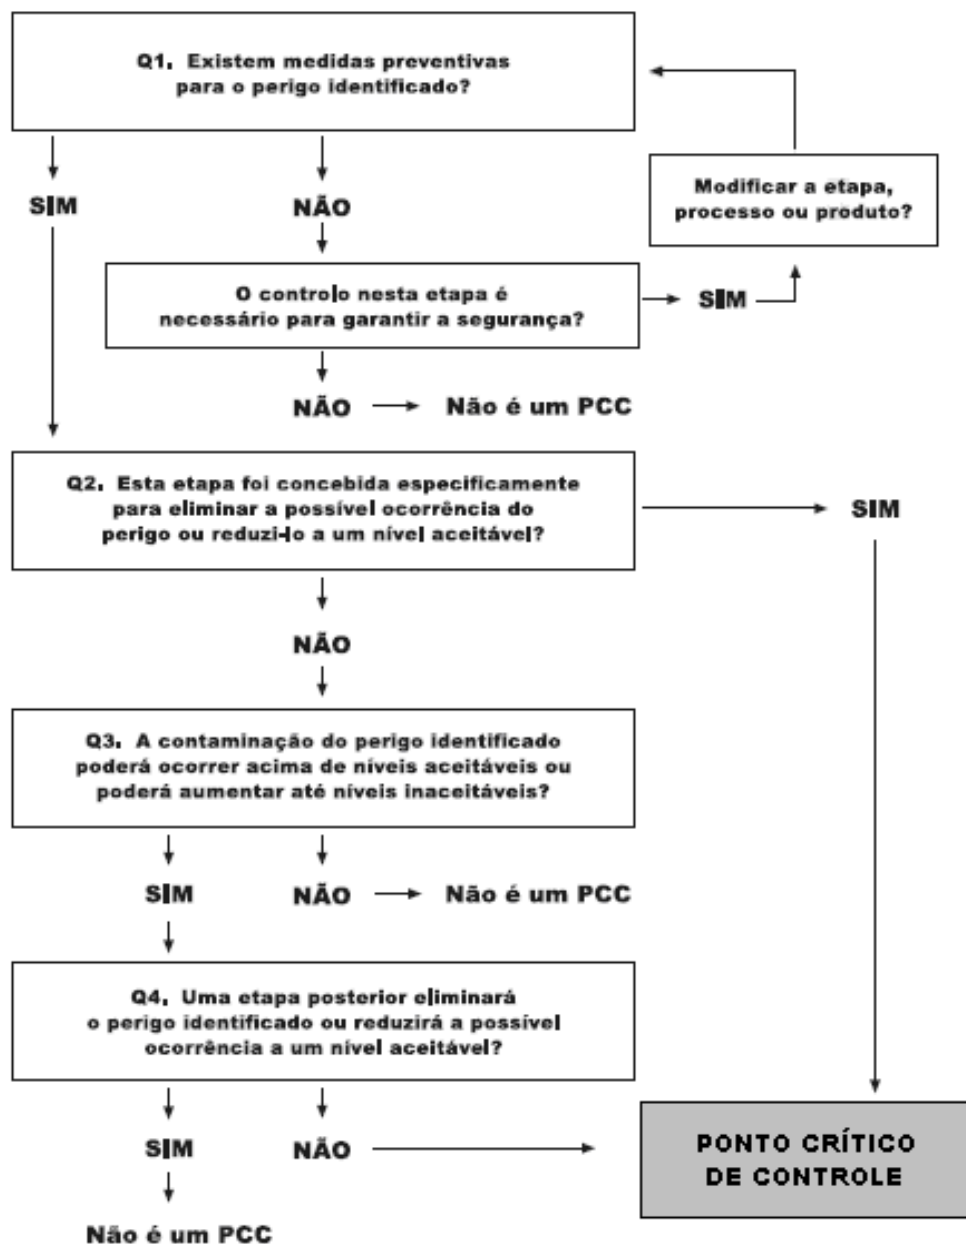 Q1. Existem medidas preventivas
para o perigo identificado?
SIM
NÃO
Modificar a etapa,
processo ou produto?
O controlo nesta etapa é
necessário para garantir a segurança?
SIM
NÃO
Não é um PCC
Q2. Esta etapa foi concebida especificamente
para eliminar a possível ocorrência do
perigo ou reduzi-lo a um nível aceitável?
SIM
NÃO
Q3. A contaminação do perigo identificado
poderá ocorrer acima de níveis aceitáveis ou
poderá aumentar até níveis inaceitáveis?
SIM
NÃO
Não é um PCC
Q4. Uma etapa posterior eliminará
o perigo identificado ou reduzirá a possível
ocorrência a um nível aceitável?
SIM
NÃO
PONTO CRÍTICO
DE CONTROLE
Não é um PCC